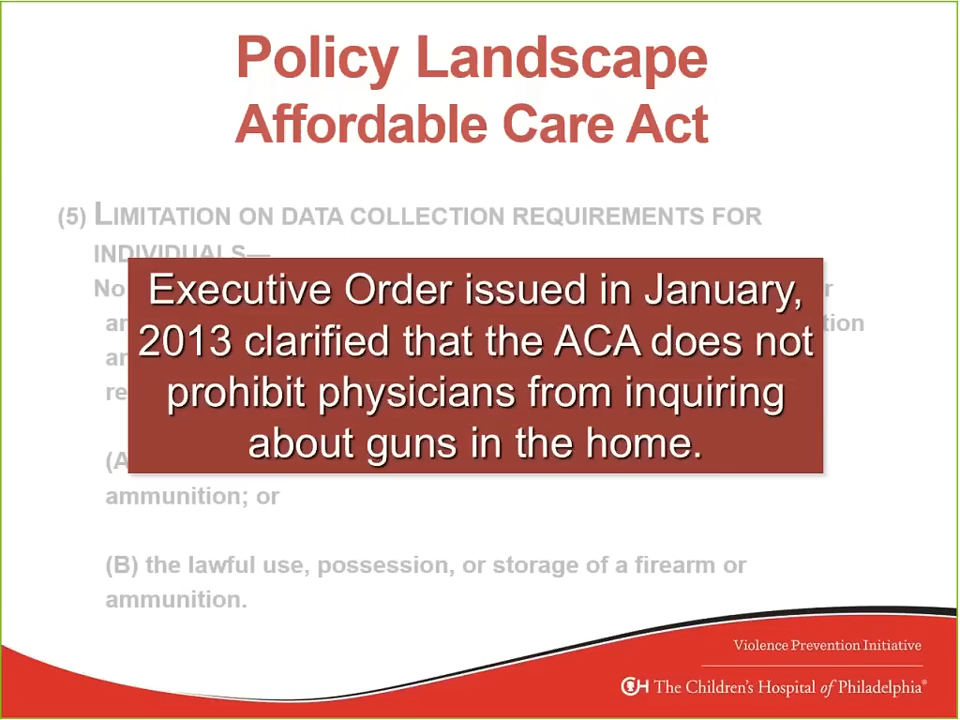 Policy Landscape
Affordable Care Act
(5) LIMITATION ON DATA COLLECTION REQUIREMENTS FOR
INDIVIDUALS—
No
Executive Order issued in January,
2013 clarified that the ACA does not
prohibit physicians from inquiring
about guns in the home.
ammunition; or
(B) the lawful use, possession, or storage of a firearm or
ammunition.
Violence Prevention Initiative
CH The Children's Hospital of Philadelphia®